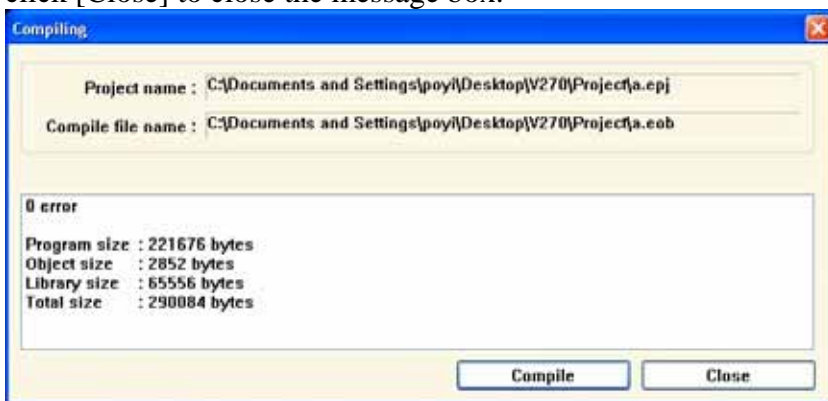 click [Close] to close the message box.
Compiling
Project name : C:\Documents and Settings\poyi\Desktop\V270\Project\a.epj
Compile file name : C:\Documents and Settings\poyi\Desktop\V270\Project\a.eob
0 error
Program size : 221676 bytes
Object size : 2852 bytes
Library size : 65556 bytes
Total size : 290084 bytes
Compile Close